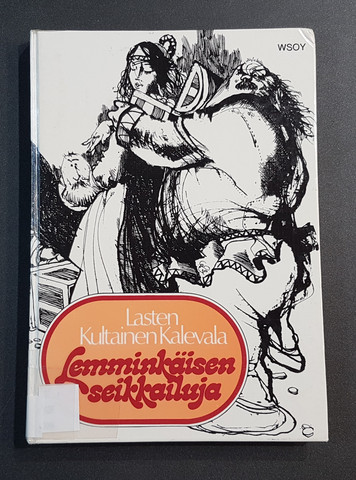 WSOY
Lasten
Kultainen Kalevala
Lemminkäisen
seikkailuja